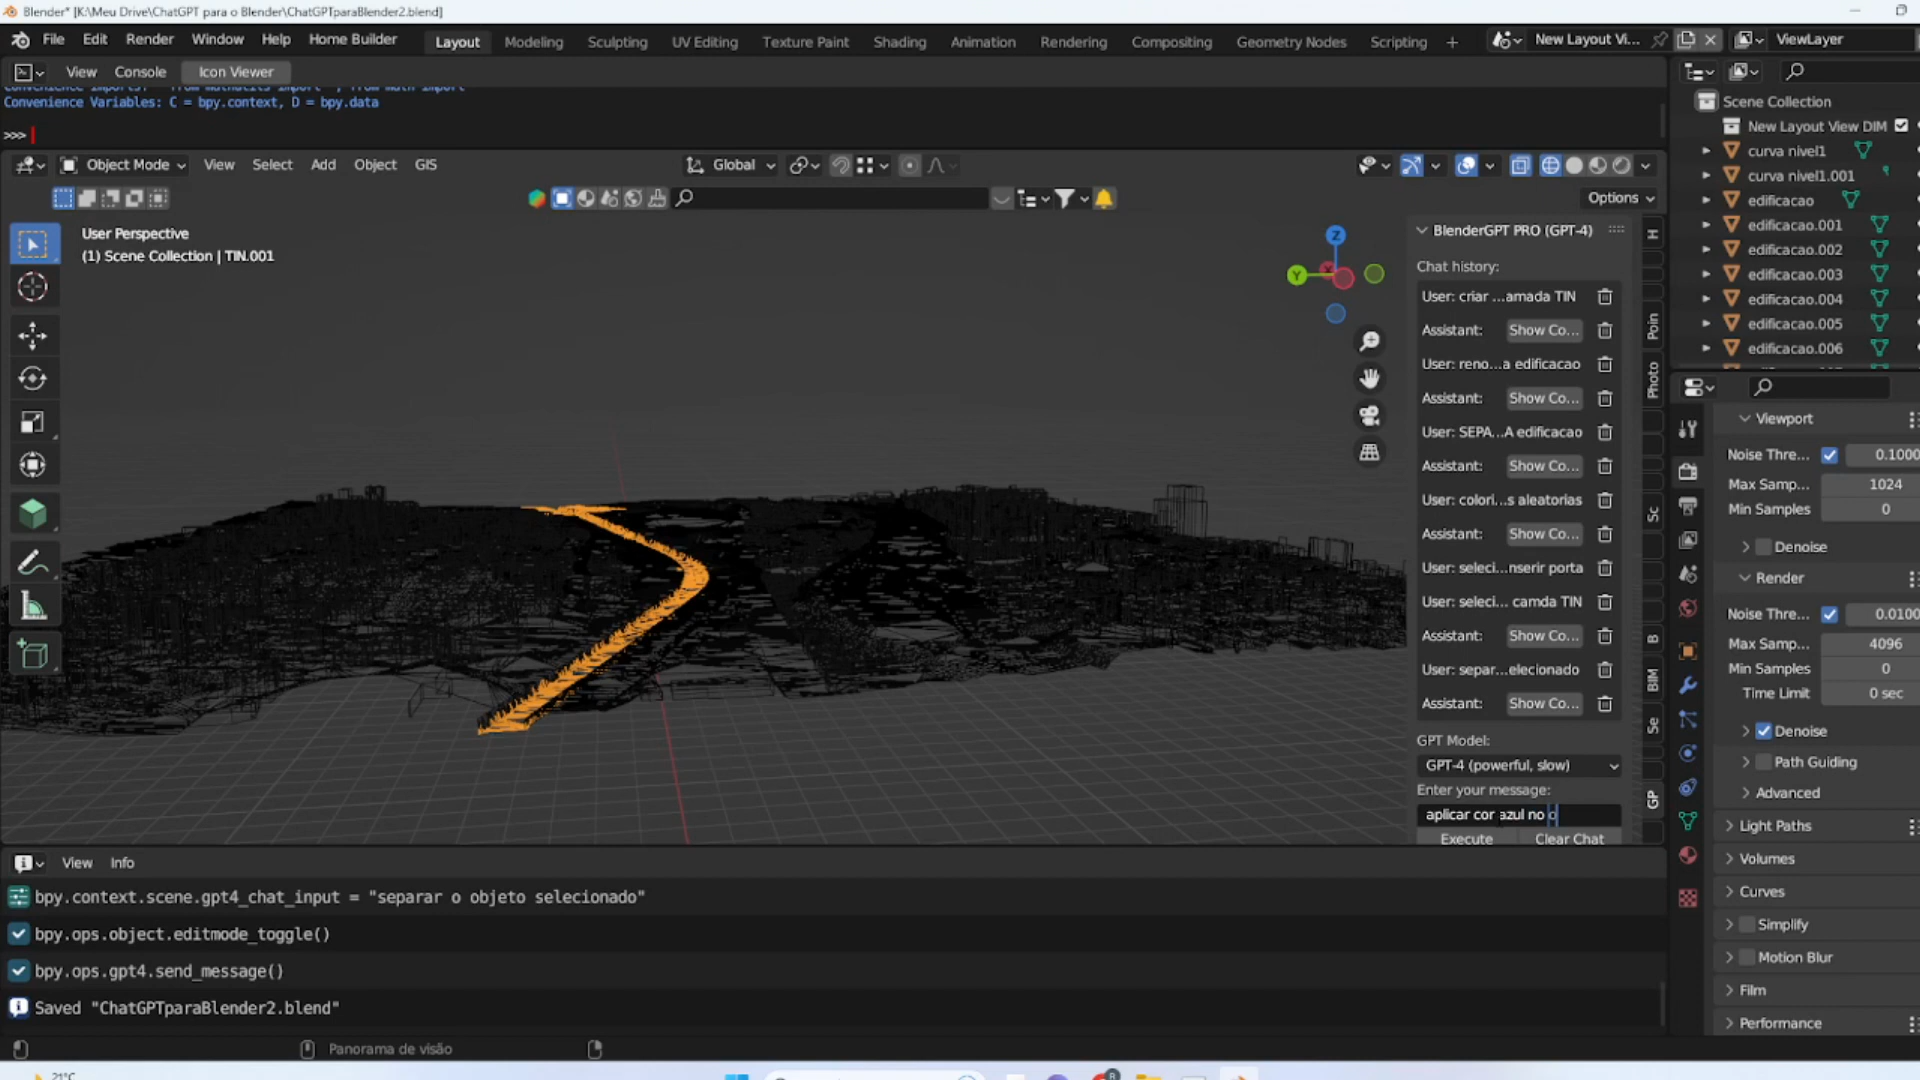 Blender* [K:\Meu Drive\ChatGPT para o Blender\ChatGPTparaBlender2.blend]
File Edit Render Window Help Home Builder
Layout Modeling Sculpting UV Editing Texture Paint Shading Animation Rendering Compositing Geometry Nodes Scripting +
New Layout Vi... ViewLayer
View Console Icon Viewer
Convenience Variables: C = bpy.context, D = bpy.data
>>>
Object Mode View Select Add Object GIS
Global
Options
User Perspective
(1) Scene Collection | TIN.001
Z
Y
BlenderGPT PRO (GPT-4)
Chat history:
User: criar ...amada TIN
Assistant: Show Co...
User: reno...a edificacao
Assistant: Show Co...
User: SEPA...A edificacao
Assistant: Show Co...
User: colori...s aleatorias
Assistant: Show Co...
User: seleci...nserir porta
User: seleci... camda TIN
Assistant: Show Co...
User: separ...elecionado
Assistant: Show Co...
GPT Model:
GPT-4 (powerful, slow)
Enter your message:
aplicar cor azul no o
Execute Clear Chat
H
Poin
Photo
Sc
B
BIM
Se
GP
Scene Collection
New Layout View DIM
curva nivel1
curva nivel1.001
edificacao
edificacao.001
edificacao.002
edificacao.003
edificacao.004
edificacao.005
edificacao.006
Viewport
Noise Thre... 0.1000
Max Samp... 1024
Min Samples 0
Denoise
Render
Noise Thre... 0.0100
Max Samp... 4096
Min Samples 0
Time Limit 0 sec
Denoise
Path Guiding
Advanced
Light Paths
Volumes
Curves
Simplify
Motion Blur
Film
Performance
View Info
bpy.context.scene.gpt4_chat_input = "separar o objeto selecionado"
bpy.ops.object.editmode_toggle()
bpy.ops.gpt4.send_message()
Saved "ChatGPTparaBlender2.blend"
Panorama de visão
21°C